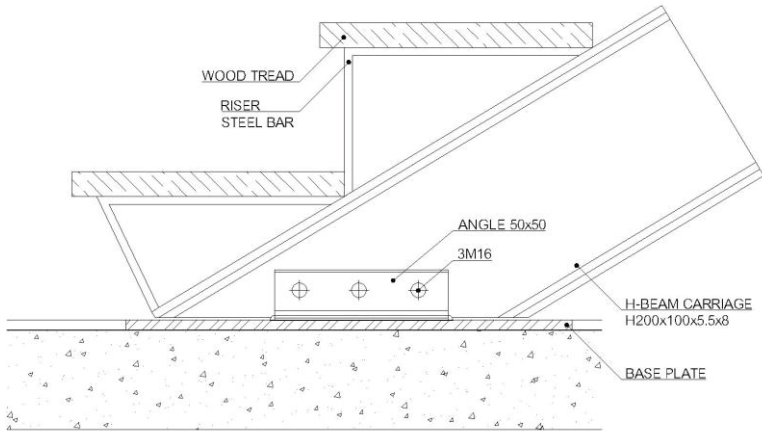 WOOD TREAD
RISER
STEEL BAR
ANGLE 50x50
3M16
H-BEAM CARRIAGE
H200x100x5.5x8
BASE PLATE